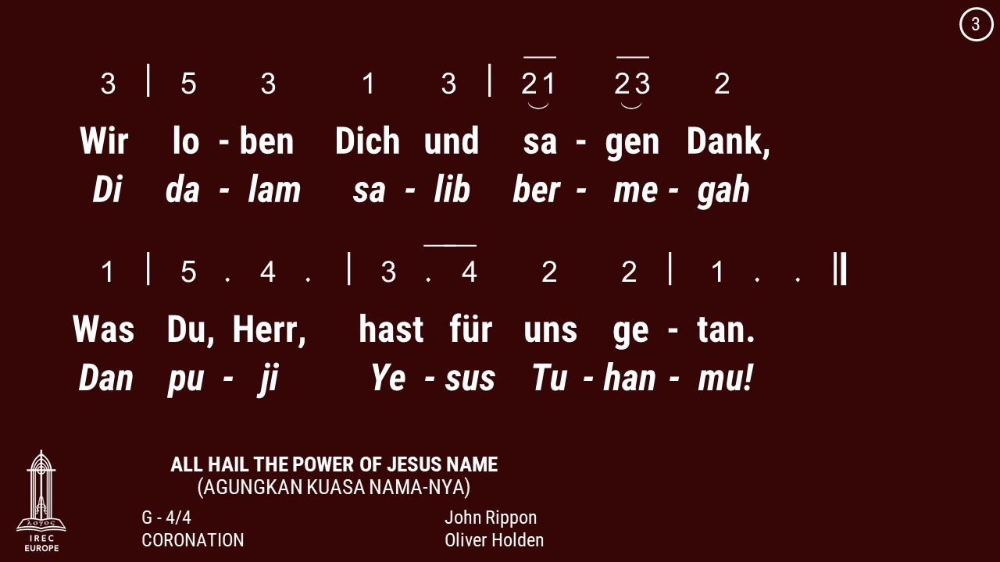 3
3 | 5 3 1 3 | 21 23 2
Wir lo - ben Dich und sa - gen Dank,
Di da - lam sa - lib ber - me - gah
1 | 5 . 4 . | 3 . 4 2 2 | 1 . . ‖
Was Du, Herr, hast für uns ge - tan.
Dan pu - ji Ye - sus Tu - han - mu!
ALL HAIL THE POWER OF JESUS NAME
(AGUNGKAN KUASA NAMA-NYA)
G - 4/4 John Rippon
CORONATION Oliver Holden
λογος
IREC
EUROPE